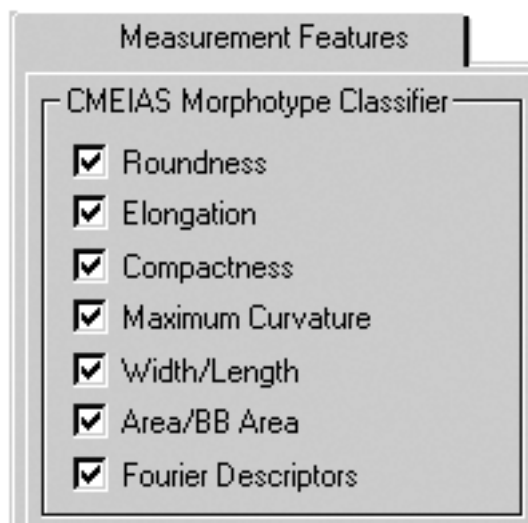 Measurement Features
CMEIAS Morphotype Classifier
Roundness
Elongation
Compactness
Maximum Curvature
Width/Length
Area/BB Area
Fourier Descriptors